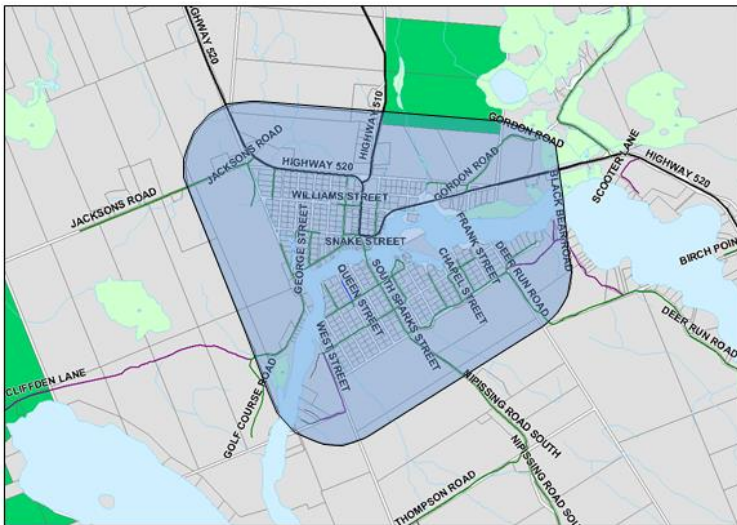 HIGHWAY 520
HIGHWAY 510
GORDON ROAD
JACKSONS ROAD
HIGHWAY 520
GORDON ROAD
HIGHWAY 520
SCOOTER LANE
JACKSONS ROAD
WILLIAMS STREET
BLACK BEAR ROAD
GEORGE STREET
SNAKE STREET
FRANK STREET
BIRCH POIN
QUEEN STREET
SOUTH SPARKS STREET
CHAPEL STREET
DEER RUN ROAD
WEST STREET
DEER RUN ROAD
CLIFFDEN LANE
GOLF COURSE ROAD
NIPISSING ROAD SOUTH
THOMPSON ROAD
NIPISSING ROAD SOU